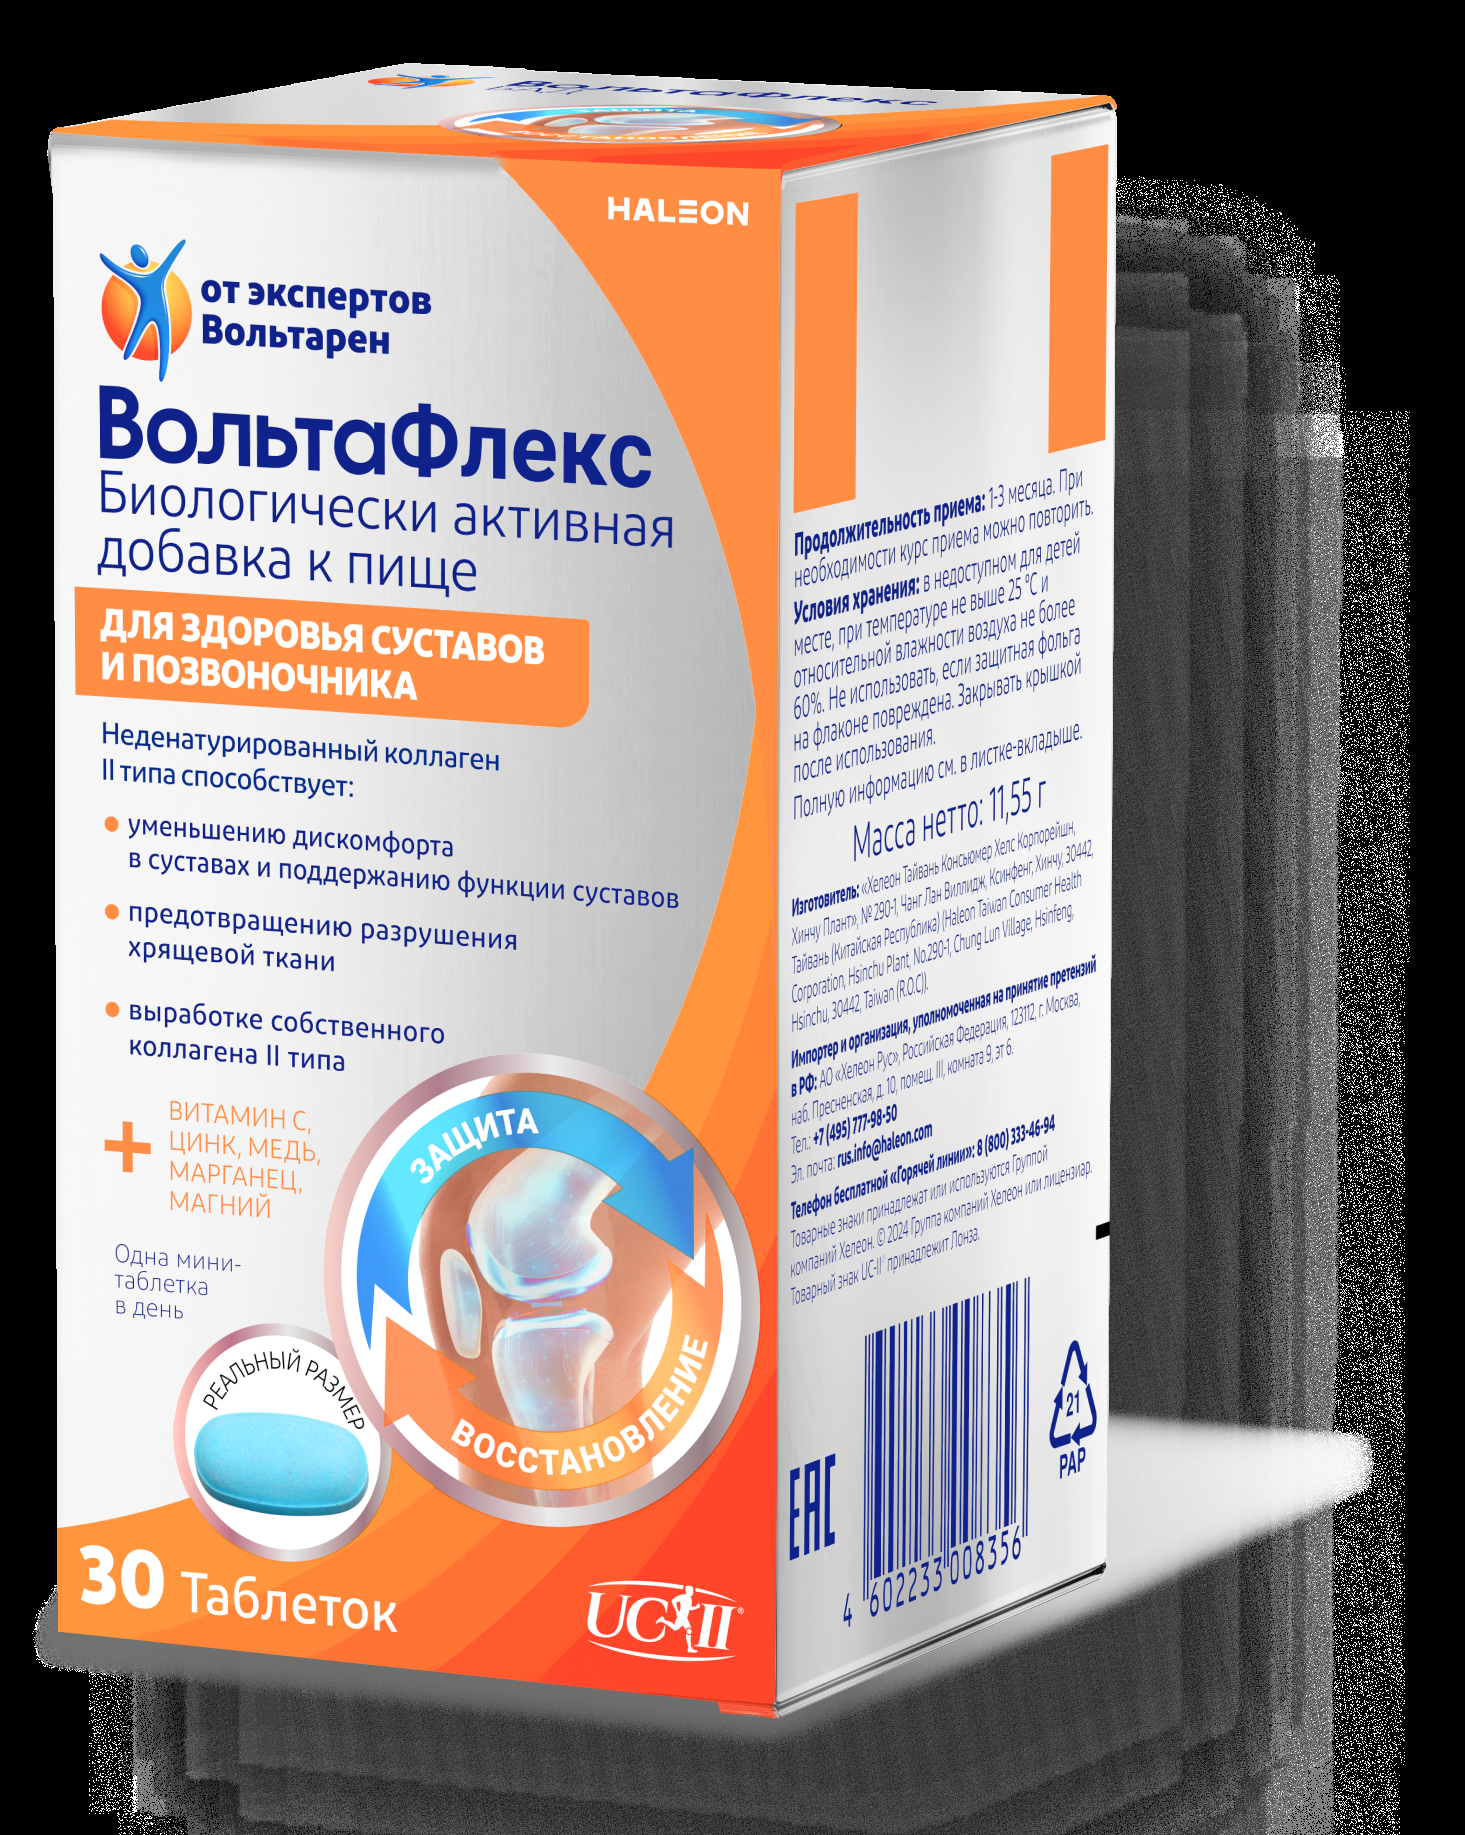 ВольтаФлекс
БАД
ЗАЩИТА
ВОССТАНОВЛЕНИЕ
HALEON
от экспертов
Вольтарен
ВольтаФлекс
Биологически активная
добавка к пище
ДЛЯ ЗДОРОВЬЯ СУСТАВОВ
И ПОЗВОНОЧНИКА
Неденатурированный коллаген
II типа способствует:
• уменьшению дискомфорта
в суставах и поддержанию функции суставов
• предотвращению разрушения
хрящевой ткани
• выработке собственного
коллагена II типа
+ ВИТАМИН С,
ЦИНК, МЕДЬ,
МАРГАНЕЦ,
МАГНИЙ
Одна мини-
таблетка
в день
РЕАЛЬНЫЙ РАЗМЕР
ЗАЩИТА
ВОССТАНОВЛЕНИЕ
30 Таблеток
UC-II®
Продолжительность приема: 1-3 месяца. При
необходимости курс приема можно повторить.
Условия хранения: в недоступном для детей
месте, при температуре не выше 25 °С и
относительной влажности воздуха не более
60%. Не использовать, если защитная фольга
на флаконе повреждена. Закрывать крышкой
после использования.
Полную информацию см. в листке-вкладыше.
Масса нетто: 11,55 г
Изготовитель: «Хелеон Тайвань Консьюмер Хелс Корпорейшн,
Хинчу Плант», № 290-1, Чанг Лан Виллидж, Ксинфенг, Хинчу, 30442,
Тайвань (Китайская Республика) (Haleon Taiwan Consumer Health
Corporation, Hsinchu Plant, No.290-1, Chung Lun Village, Hsinfeng,
Hsinchu, 30442, Taiwan (R.O.C)).
Импортер и организация, уполномоченная на принятие претензий
в РФ: АО «Хелеон Рус», Российская Федерация, 123112, г. Москва,
наб. Пресненская, д. 10, помещ. III, комната 9, эт 6.
Тел.: +7 (495) 777-98-50
Эл. почта: rus.info@haleon.com
Телефон бесплатной «Горячей линии»: 8 (800) 333-46-94
Товарные знаки принадлежат или используются Группой
компаний Хелеон. © 2024 Группа компаний Хелеон или лицензиар.
Товарный знак UC-II® принадлежит Лонза.
EAC
4 602233 008356
21
PAP